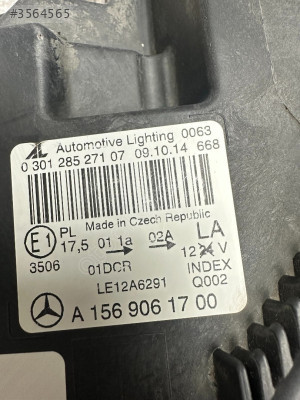 #3564565
Automotive Lighting 0063
0 301 285 271 07 09.10.14 668
Made in Czech Republic
E1 PL 17,5 01 1a 02A LA
12 24 V
3506 01DCR INDEX
LE12A6291 Q002
A 156 906 17 00